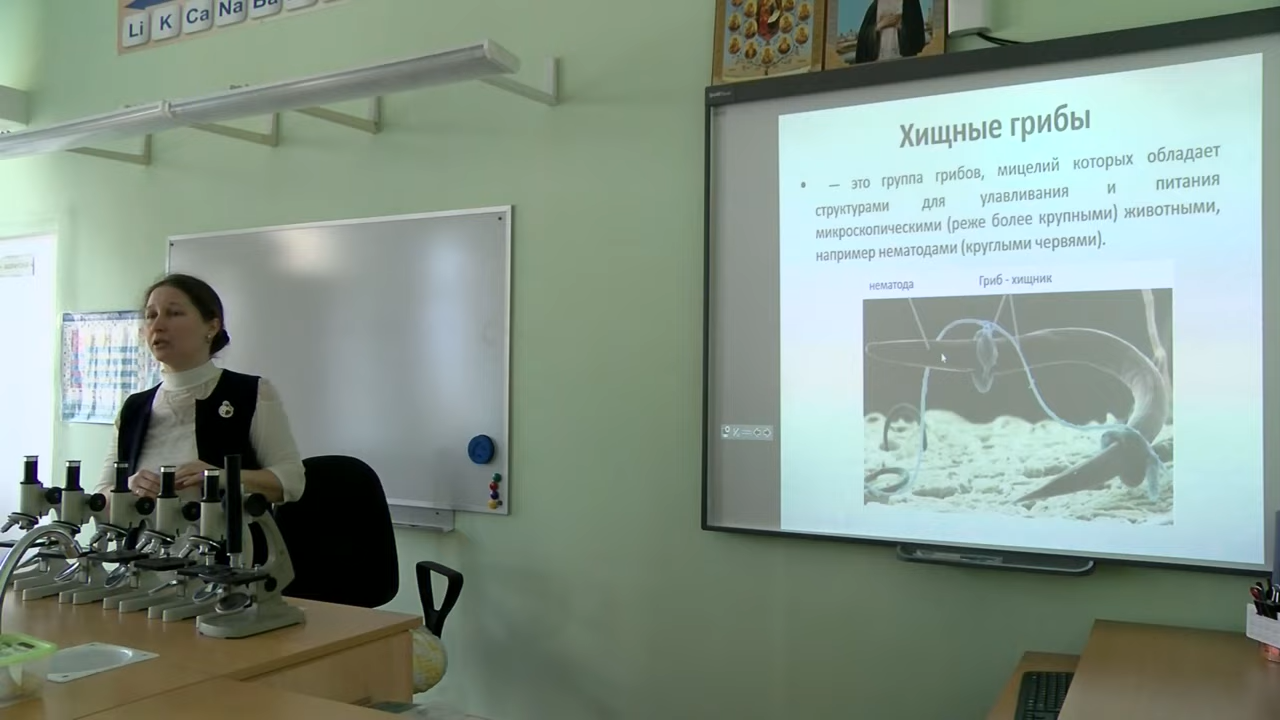 Li K Ca Na Ba
Хищные грибы
• – это группа грибов, мицелий которых обладает
структурами для улавливания и питания
микроскопическими (реже более крупными) животными,
например нематодами (круглыми червями).
нематода Гриб - хищник